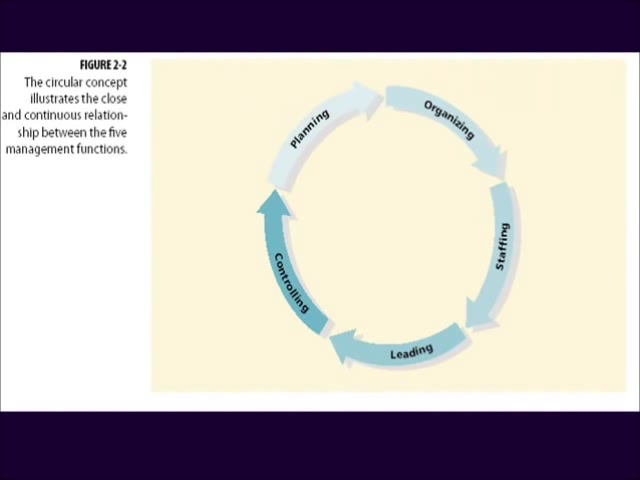 FIGURE 2-2
The circular concept
illustrates the close
and continuous relation-
ship between the five
management functions.
Planning
Organizing
Staffing
Leading
Controlling